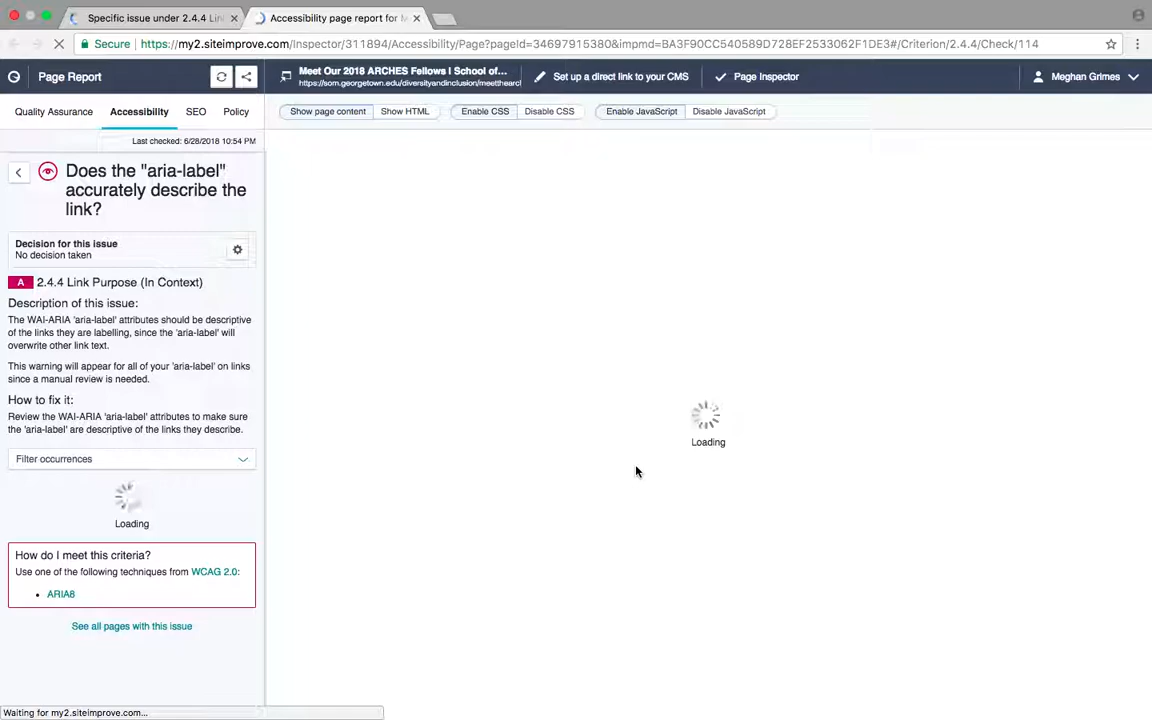 Specific issue under 2.4.4 Lin
Accessibility page report for M
Secure
https://my2.siteimprove.com/Inspector/311894/Accessibility/Page?pageId=34697915380&impmd=BA3F90CC540589D728EF2533062F1DE3#/Criterion/2.4.4/Check/114
Page Report
Meet Our 2018 ARCHES Fellows | School of...
https://som.georgetown.edu/diversityandinclusion/meetthearcl
Set up a direct link to your CMS
Page Inspector
Meghan Grimes
Quality Assurance
Accessibility
SEO
Policy
Show page content
Show HTML
Enable CSS
Disable CSS
Enable JavaScript
Disable JavaScript
Last checked: 6/28/2018 10:54 PM
Does the "aria-label"
accurately describe the
link?
Decision for this issue
No decision taken
A 2.4.4 Link Purpose (In Context)
Description of this issue:
The WAI-ARIA 'aria-label' attributes should be descriptive
of the links they are labelling, since the 'aria-label' will
overwrite other link text.
This warning will appear for all of your 'aria-label' on links
since a manual review is needed.
How to fix it:
Review the WAI-ARIA 'aria-label' attributes to make sure
the 'aria-label' are descriptive of the links they describe.
Filter occurrences
Loading
Loading
How do I meet this criteria?
Use one of the following techniques from WCAG 2.0:
• ARIA8
See all pages with this issue
Waiting for my2.siteimprove.com...